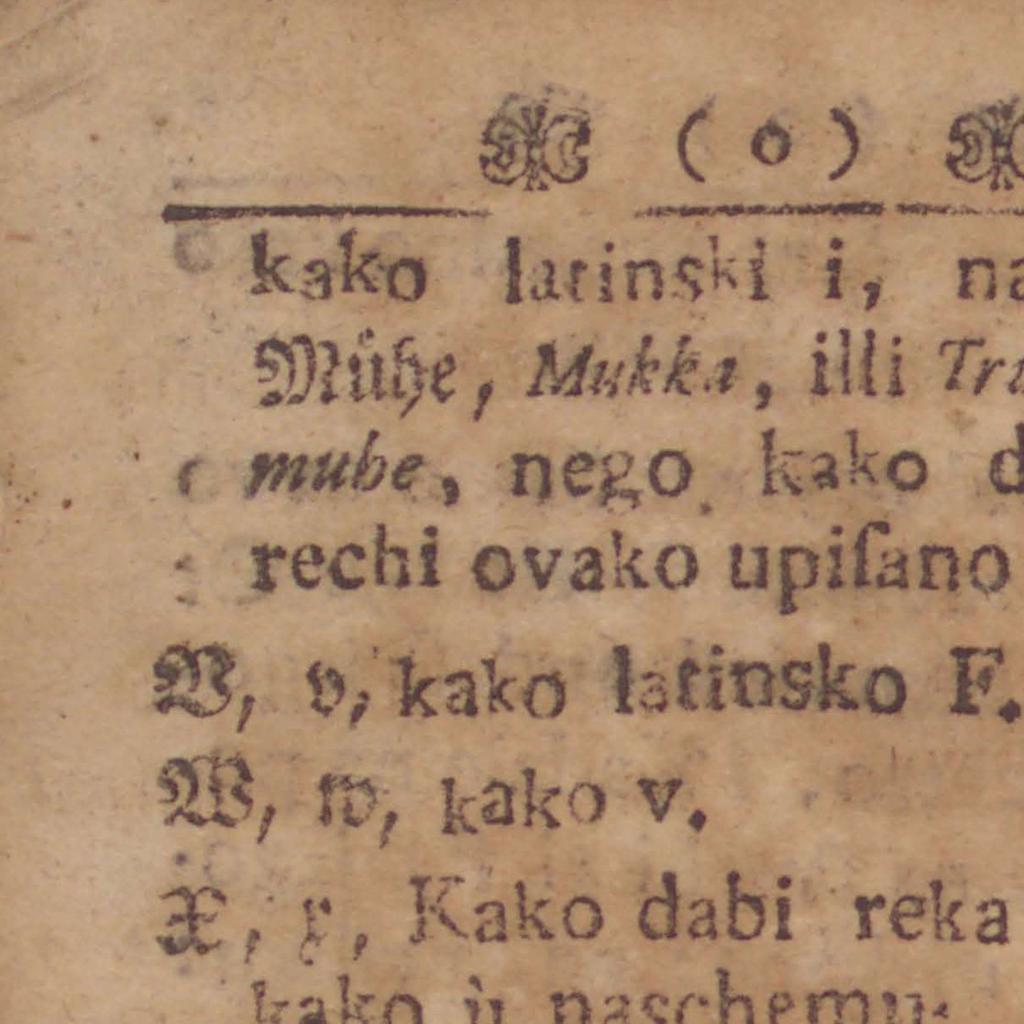 ( o )
kako latinski i, na
Mühe, Mukka, illi Tru
muhe, nego kako d
rechi ovako upiſano
V, v, kako latinsko F.
W, w, kako v.
X, x, Kako dabi reka
kako ù naschemu